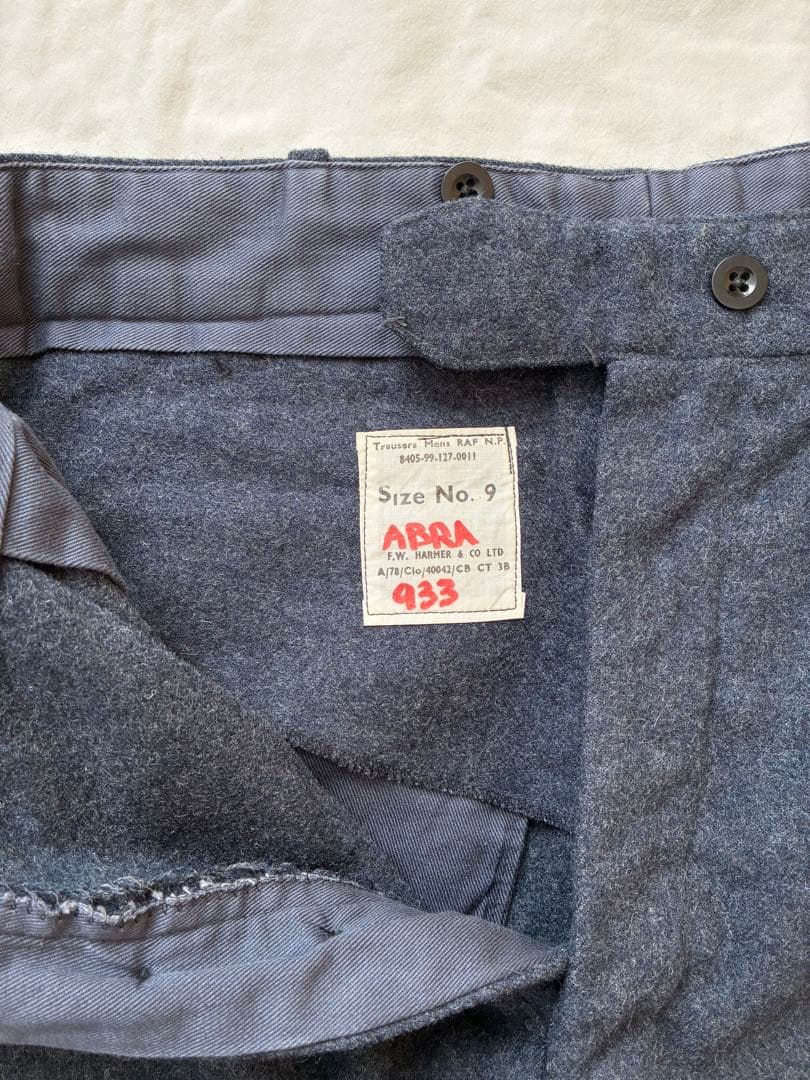 Trousers Mens RAF N.P.
8405-99-127-0011
Size No. 9
ABRA
F.W. HARMER & CO LTD
A/78/Clo/40042/CB CT 3B
933